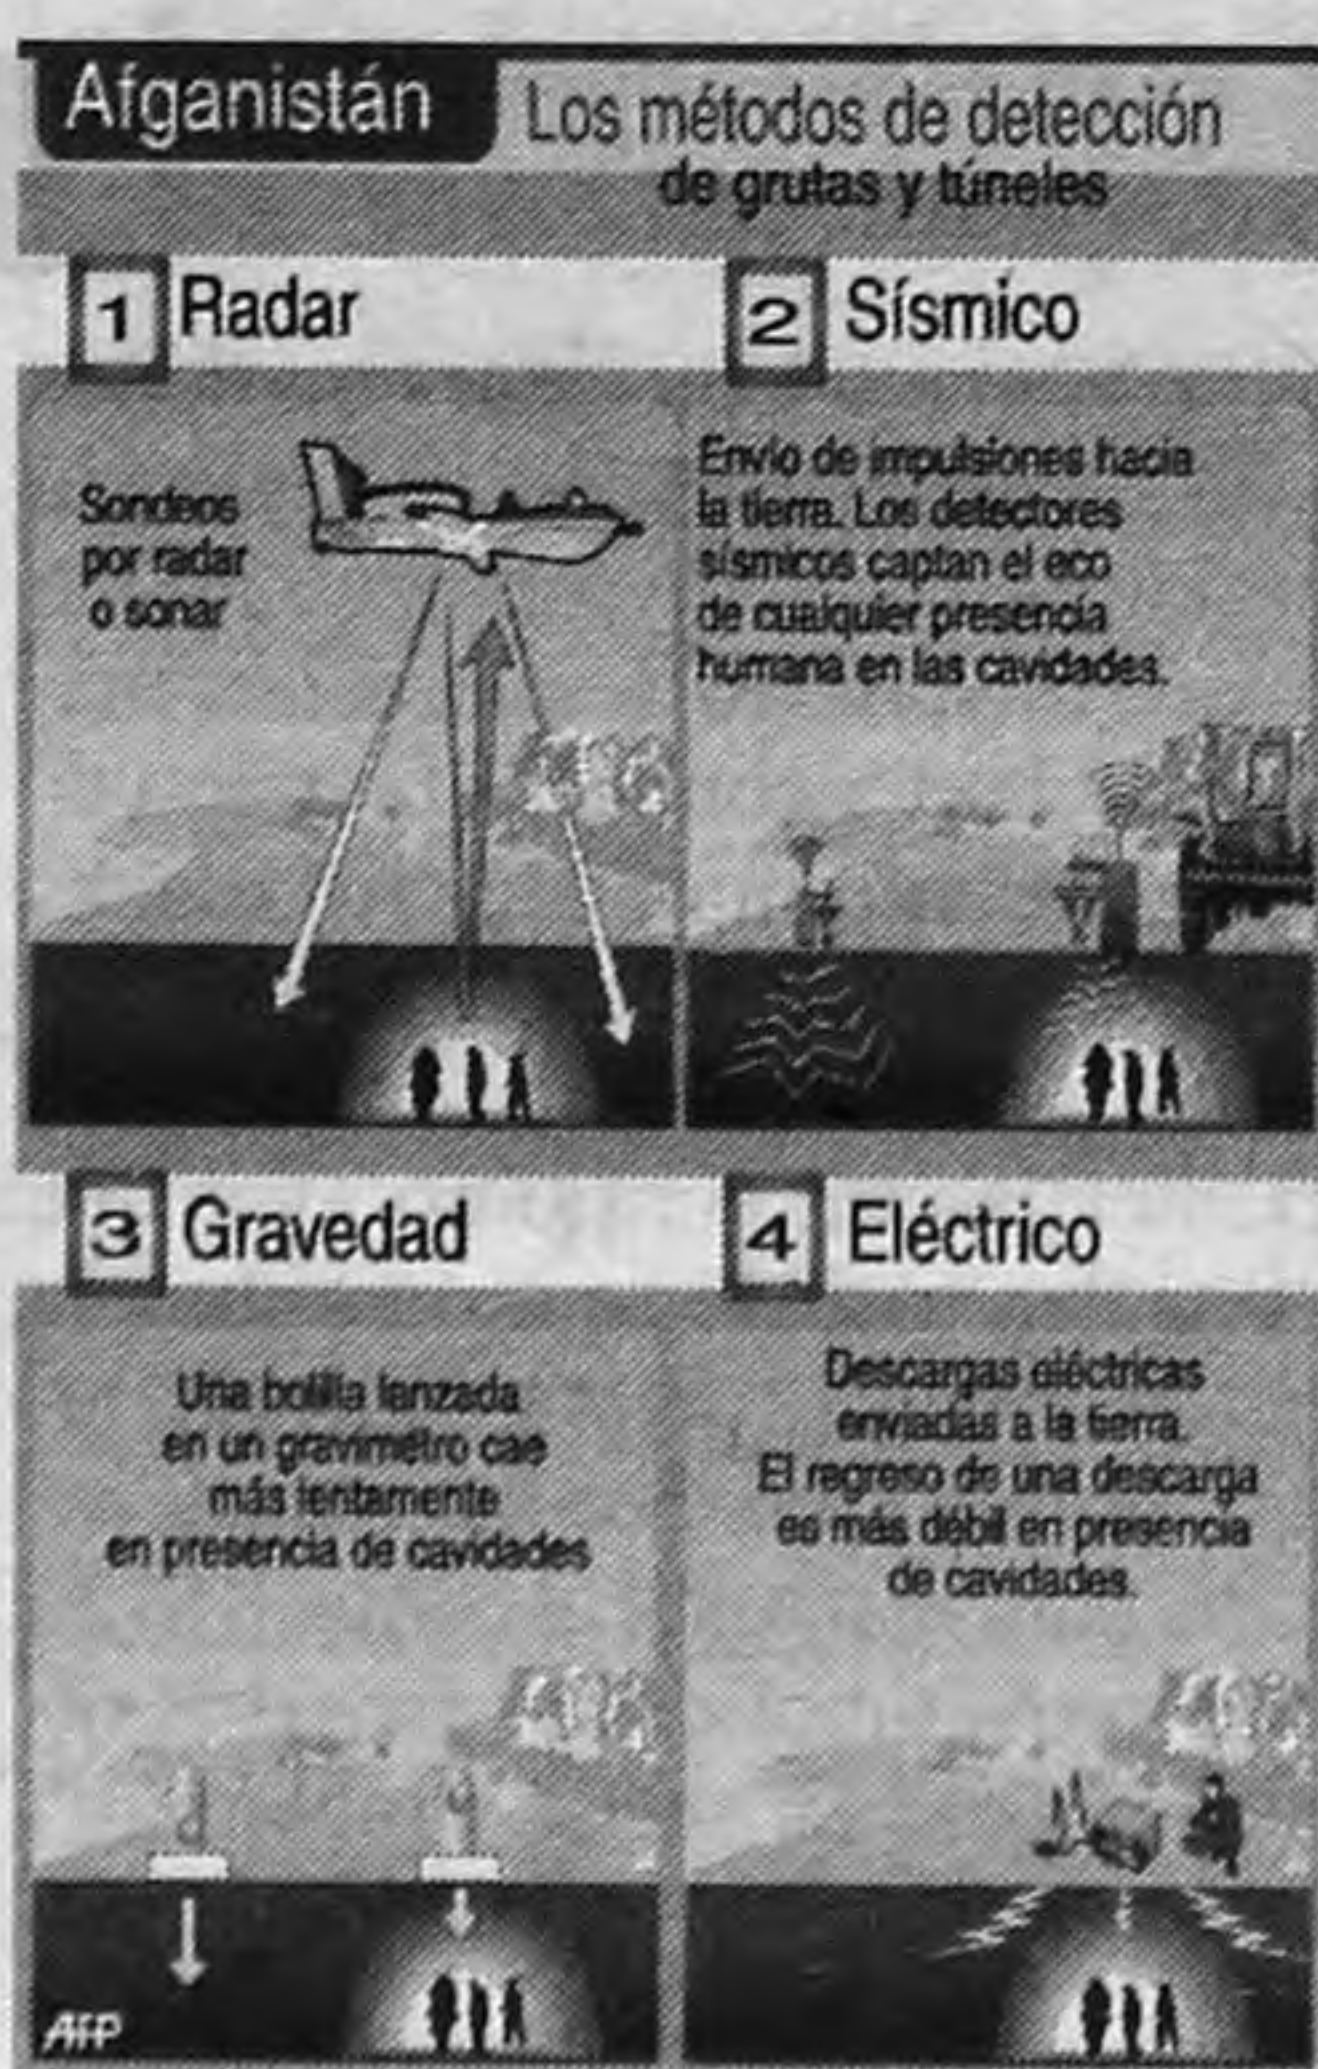 Afganistán
Los métodos de detección
de grutas y túneles
1 Radar
Sondeos
por radar
o sonar
2 Sísmico
Envío de impulsiones hacia
la tierra. Los detectores
sísmicos captan el eco
de cualquier presencia
humana en las cavidades.
3 Gravedad
Una bolilla lanzada
en un gravímetro cae
más lentamente
en presencia de cavidades
4 Eléctrico
Descargas eléctricas
enviadas a la tierra.
El regreso de una descarga
es más débil en presencia
de cavidades.
AFP